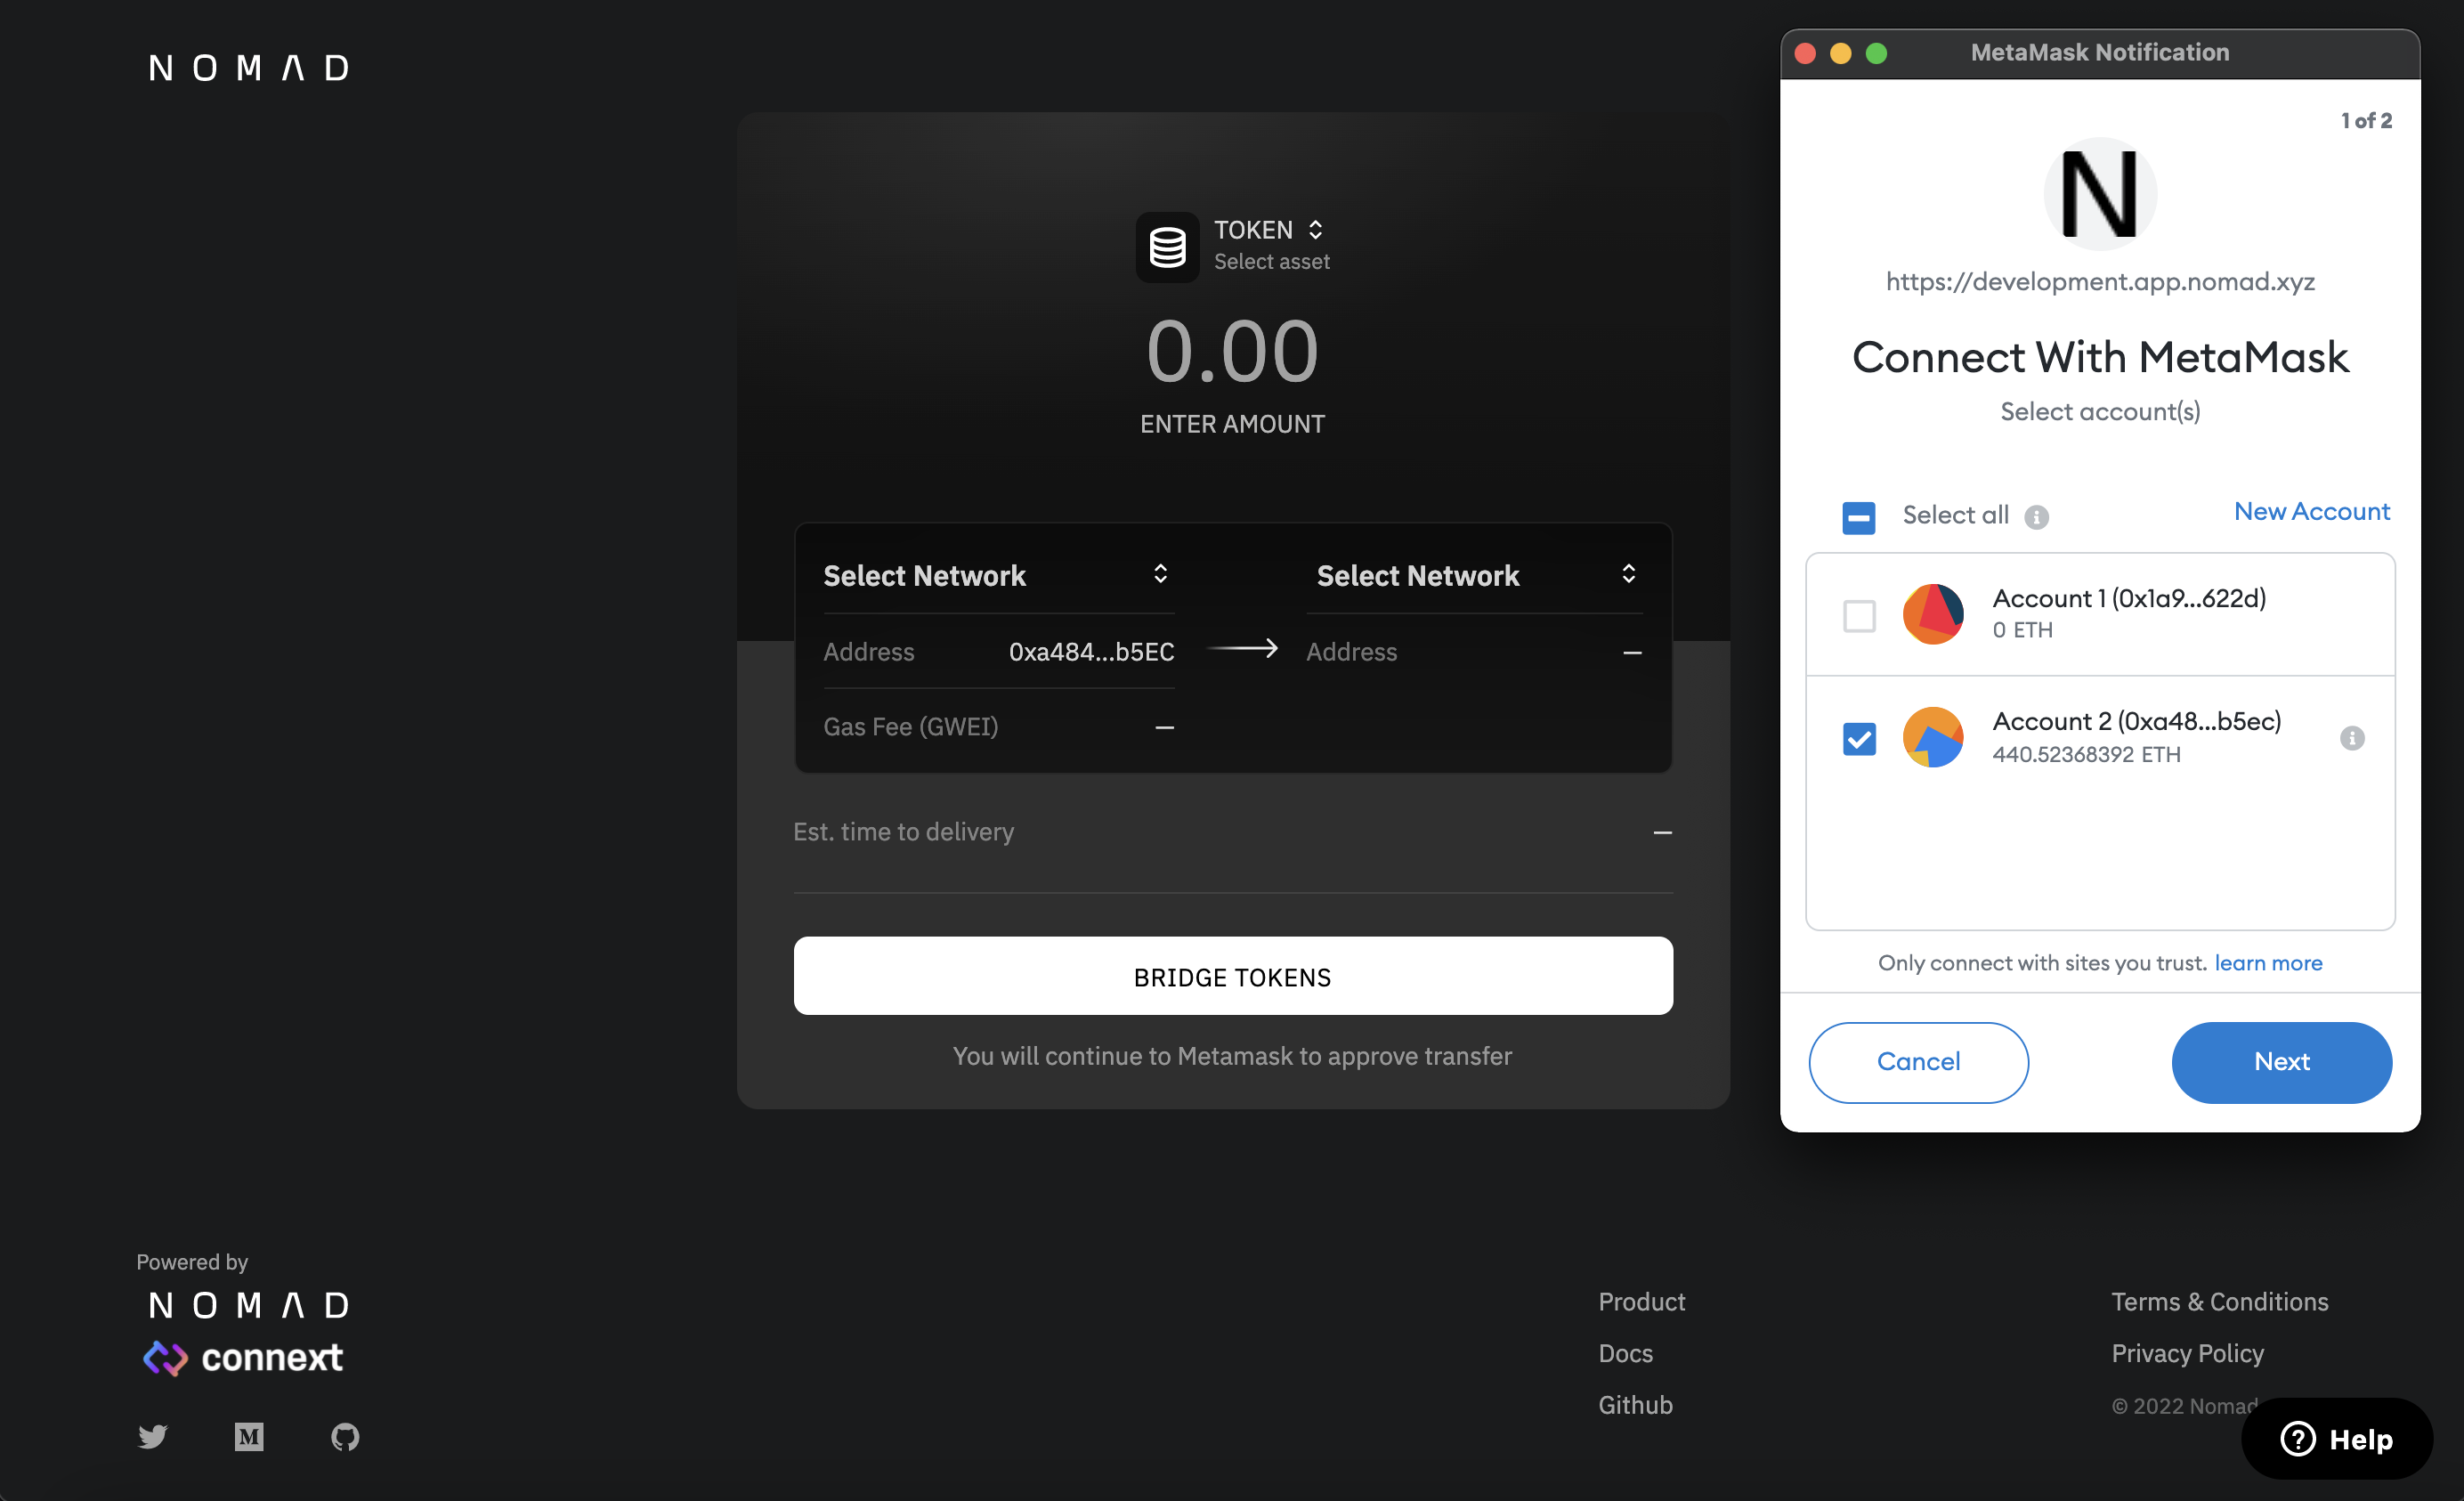 NOMAD
TOKEN
Select asset
0.00
ENTER AMOUNT
Select Network
Select Network
Address 0xa484...b5EC
Address –
Gas Fee (GWEI) –
Est. time to delivery –
BRIDGE TOKENS
You will continue to Metamask to approve transfer
MetaMask Notification
1 of 2
N
https://development.app.nomad.xyz
Connect With MetaMask
Select account(s)
Select all
New Account
Account 1 (0x1a9...622d)
0 ETH
Account 2 (0xa48...b5ec)
440.52368392 ETH
Only connect with sites you trust. learn more
Cancel
Next
Powered by
NOMAD
connext
Product
Docs
Github
Terms & Conditions
Privacy Policy
© 2022 Nomad
Help